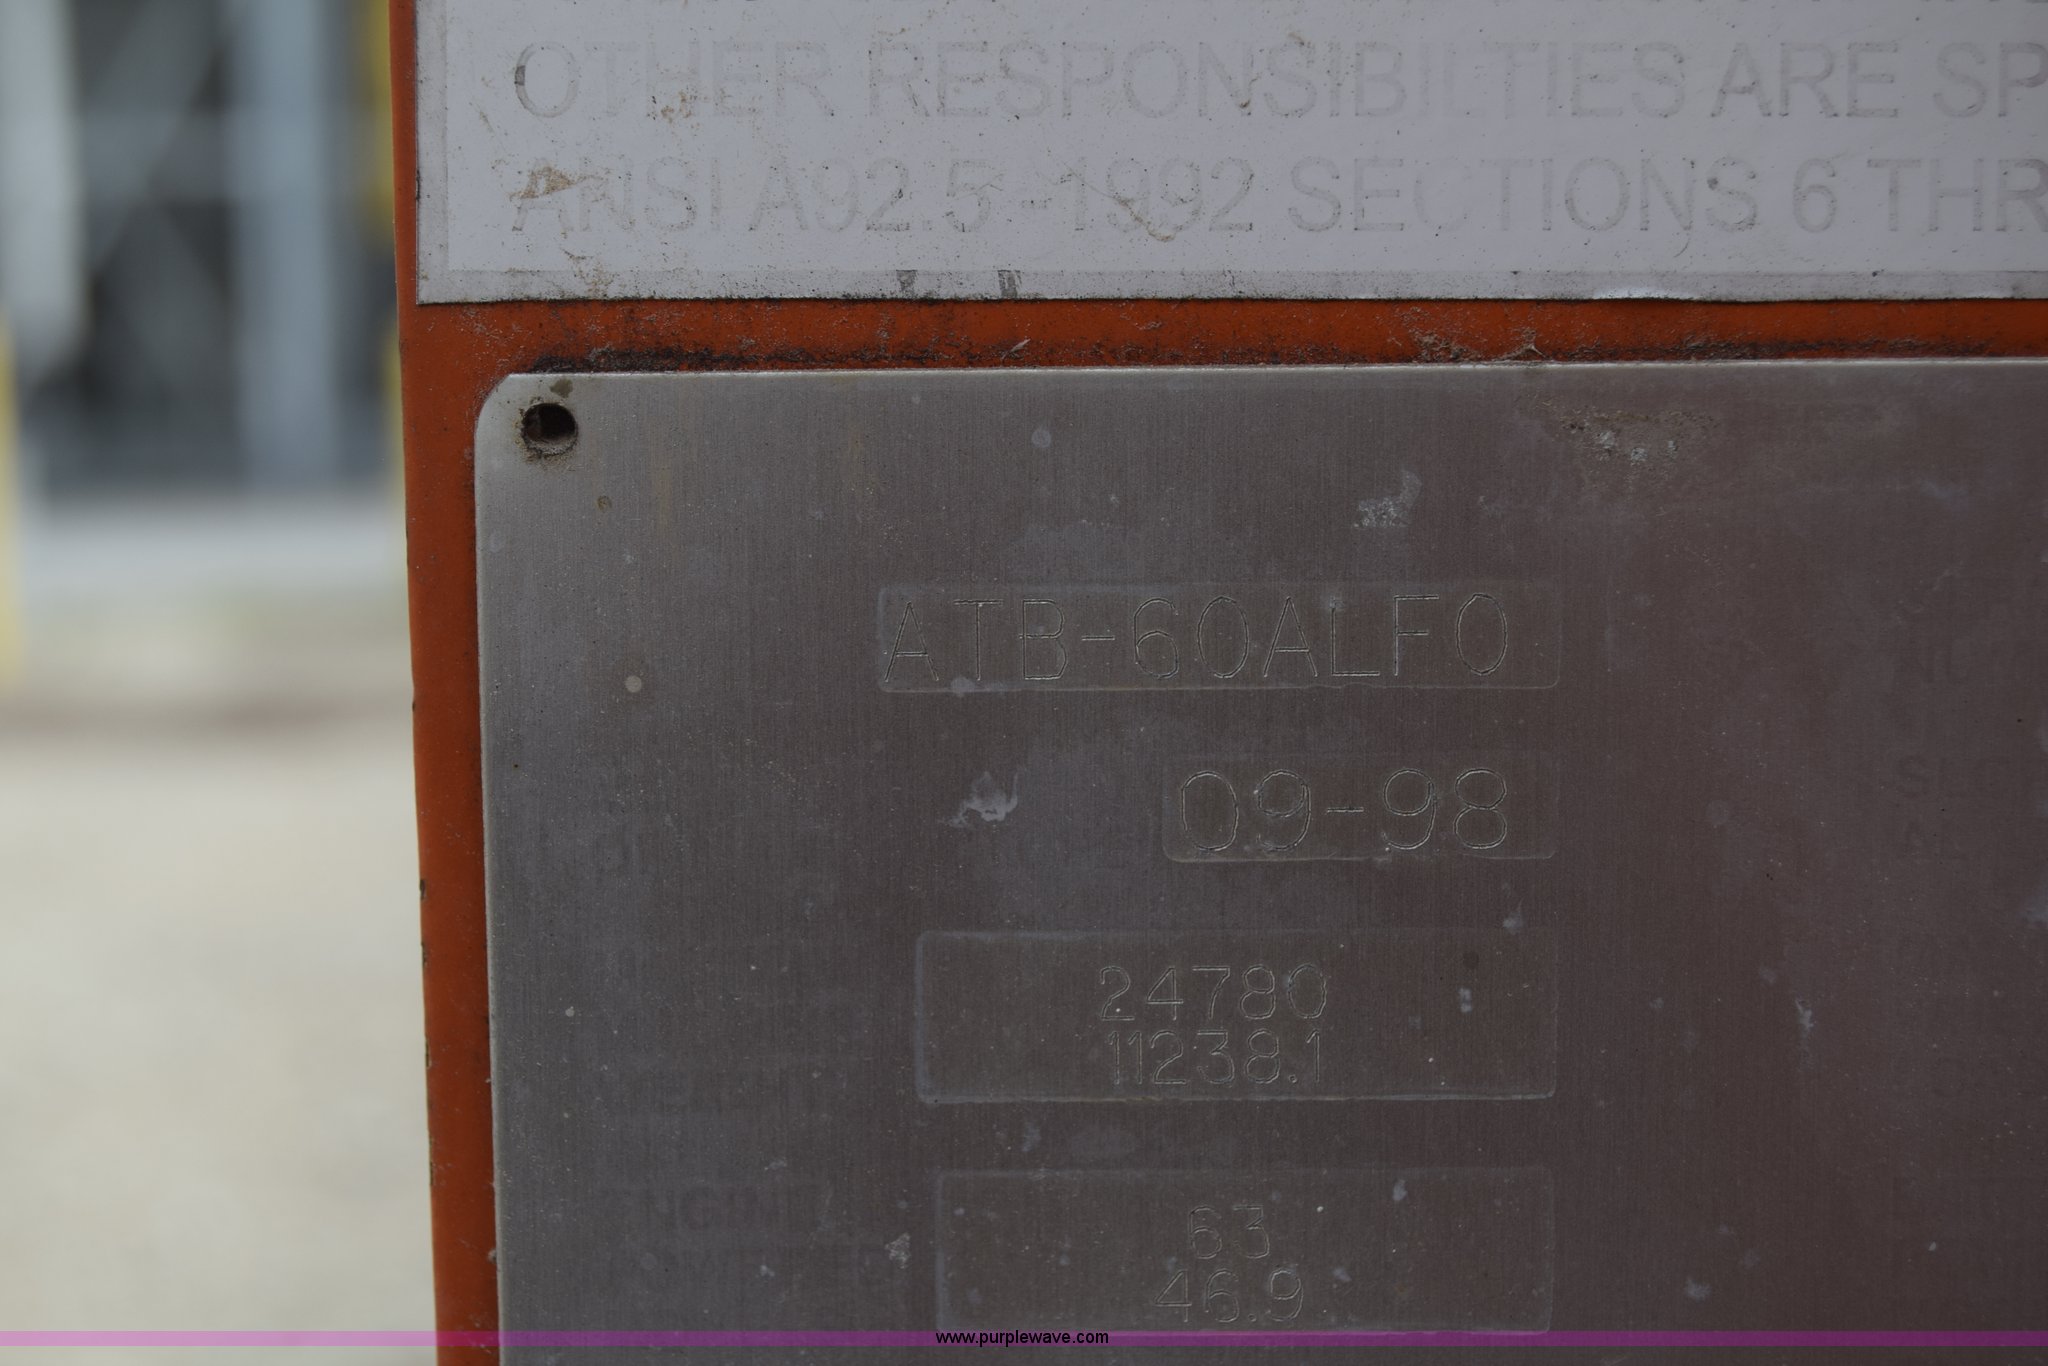 OTHER RESPONSIBILTIES ARE SP
ANSI A92.5 -1992 SECTIONS 6 THR
ATB-60ALF0
09-98
24780
11238.1
63
46.9
www.purplewave.com